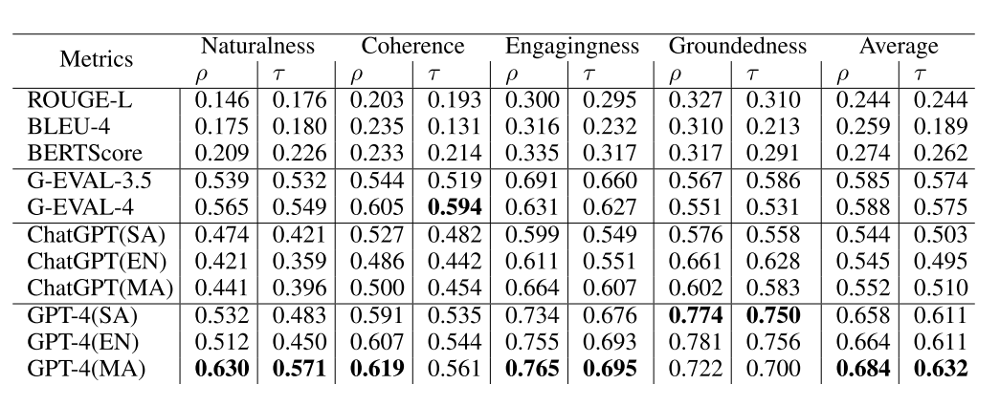 Metrics Naturalness Coherence Engagingness Groundedness Average
ρ τ ρ τ ρ τ ρ τ ρ τ
ROUGE-L 0.146 0.176 0.203 0.193 0.300 0.295 0.327 0.310 0.244 0.244
BLEU-4 0.175 0.180 0.235 0.131 0.316 0.232 0.310 0.213 0.259 0.189
BERTScore 0.209 0.226 0.233 0.214 0.335 0.317 0.317 0.291 0.274 0.262
G-EVAL-3.5 0.539 0.532 0.544 0.519 0.691 0.660 0.567 0.586 0.585 0.574
G-EVAL-4 0.565 0.549 0.605 0.594 0.631 0.627 0.551 0.531 0.588 0.575
ChatGPT(SA) 0.474 0.421 0.527 0.482 0.599 0.549 0.576 0.558 0.544 0.503
ChatGPT(EN) 0.421 0.359 0.486 0.442 0.611 0.551 0.661 0.628 0.545 0.495
ChatGPT(MA) 0.441 0.396 0.500 0.454 0.664 0.607 0.602 0.583 0.552 0.510
GPT-4(SA) 0.532 0.483 0.591 0.535 0.734 0.676 0.774 0.750 0.658 0.611
GPT-4(EN) 0.512 0.450 0.607 0.544 0.755 0.693 0.781 0.756 0.664 0.611
GPT-4(MA) 0.630 0.571 0.619 0.561 0.765 0.695 0.722 0.700 0.684 0.632